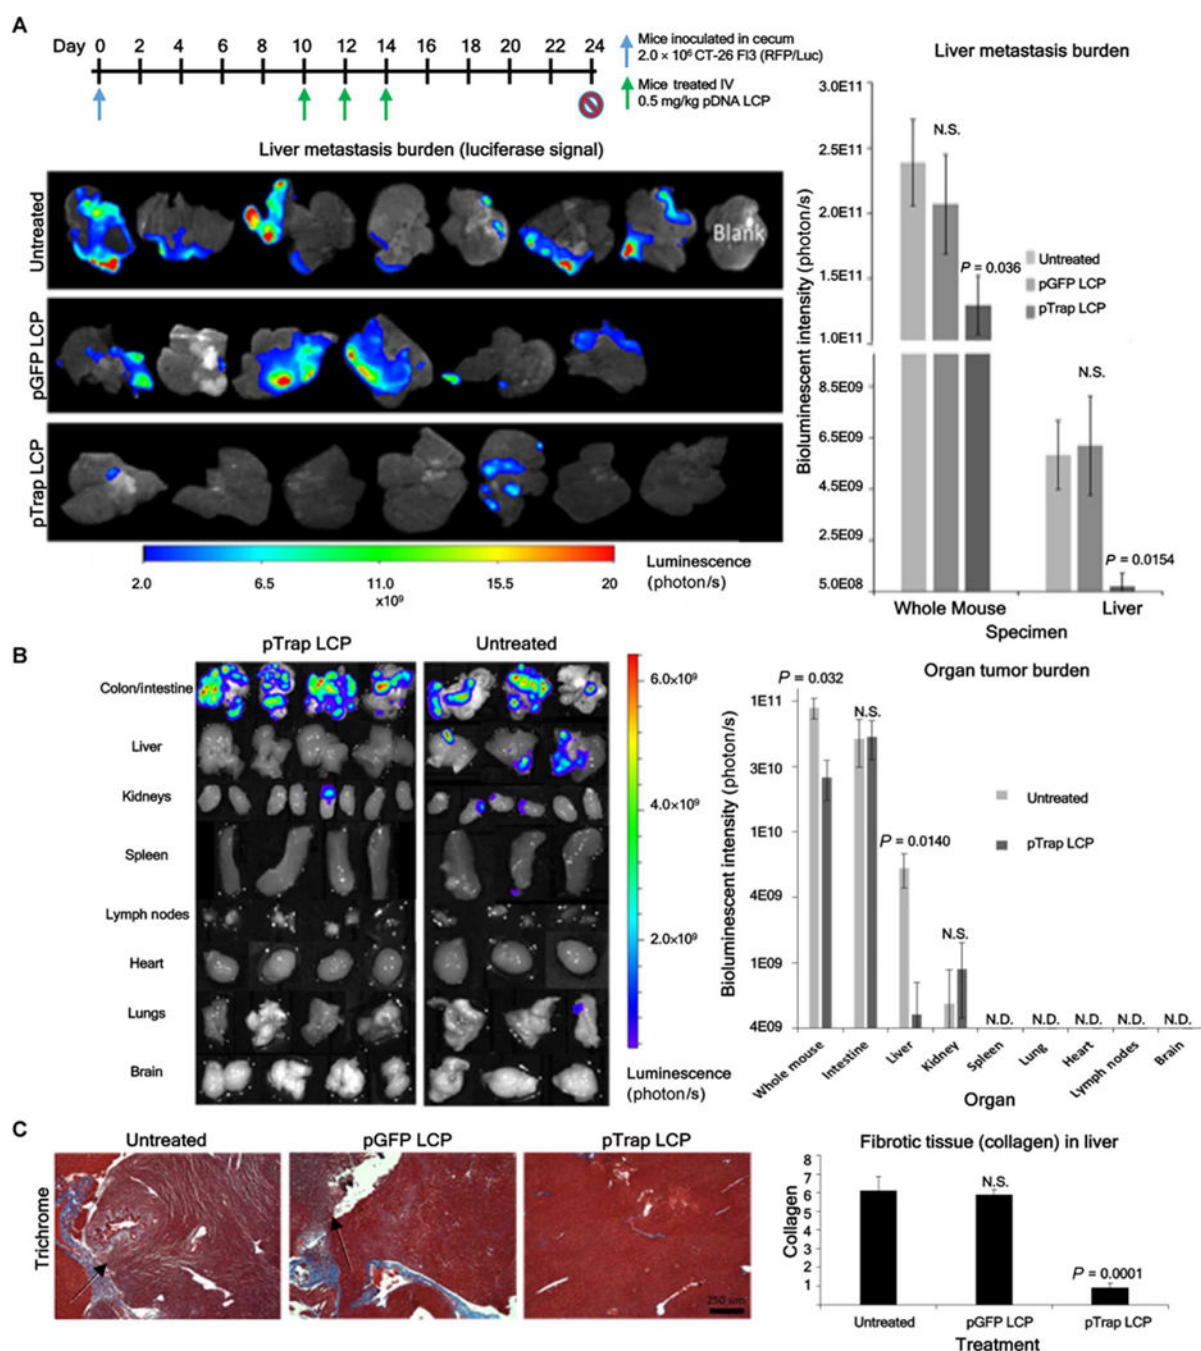 A
Day 0 2 4 6 8 10 12 14 16 18 20 22 24
Mice inoculated in cecum
2.0 × 10⁶ CT-26 Fl3 (RFP/Luc)
Mice treated IV
0.5 mg/kg pDNA LCP
Liver metastasis burden (luciferase signal)
Untreated
Blank
pGFP LCP
pTrap LCP
2.0 6.5 11.0 15.5 20
x10⁹
Luminescence
(photon/s)
Liver metastasis burden
Bioluminescent intensity (photon/s)
3.0E11
2.5E11
2.0E11
1.5E11
1.0E11
8.5E09
6.5E09
4.5E09
2.5E09
5.0E08
N.S.
P = 0.036
Untreated
pGFP LCP
pTrap LCP
N.S.
P = 0.0154
Whole Mouse Liver
Specimen
B
pTrap LCP Untreated
Colon/intestine
Liver
Kidneys
Spleen
Lymph nodes
Heart
Lungs
Brain
6.0×10⁹
4.0×10⁹
2.0×10⁹
Luminescence
(photon/s)
Organ tumor burden
Bioluminescent intensity (photon/s)
1E11
3E10
1E10
4E09
1E09
4E09
P = 0.032
N.S.
P = 0.0140
N.S.
N.D. N.D. N.D. N.D. N.D.
Untreated
pTrap LCP
Whole mouse Intestine Liver Kidney Spleen Lung Heart Lymph nodes Brain
Organ
C
Untreated pGFP LCP pTrap LCP
Trichrome
250 um
Fibrotic tissue (collagen) in liver
Collagen
8
7
6
5
4
3
2
1
N.S.
P = 0.0001
Untreated pGFP LCP pTrap LCP
Treatment